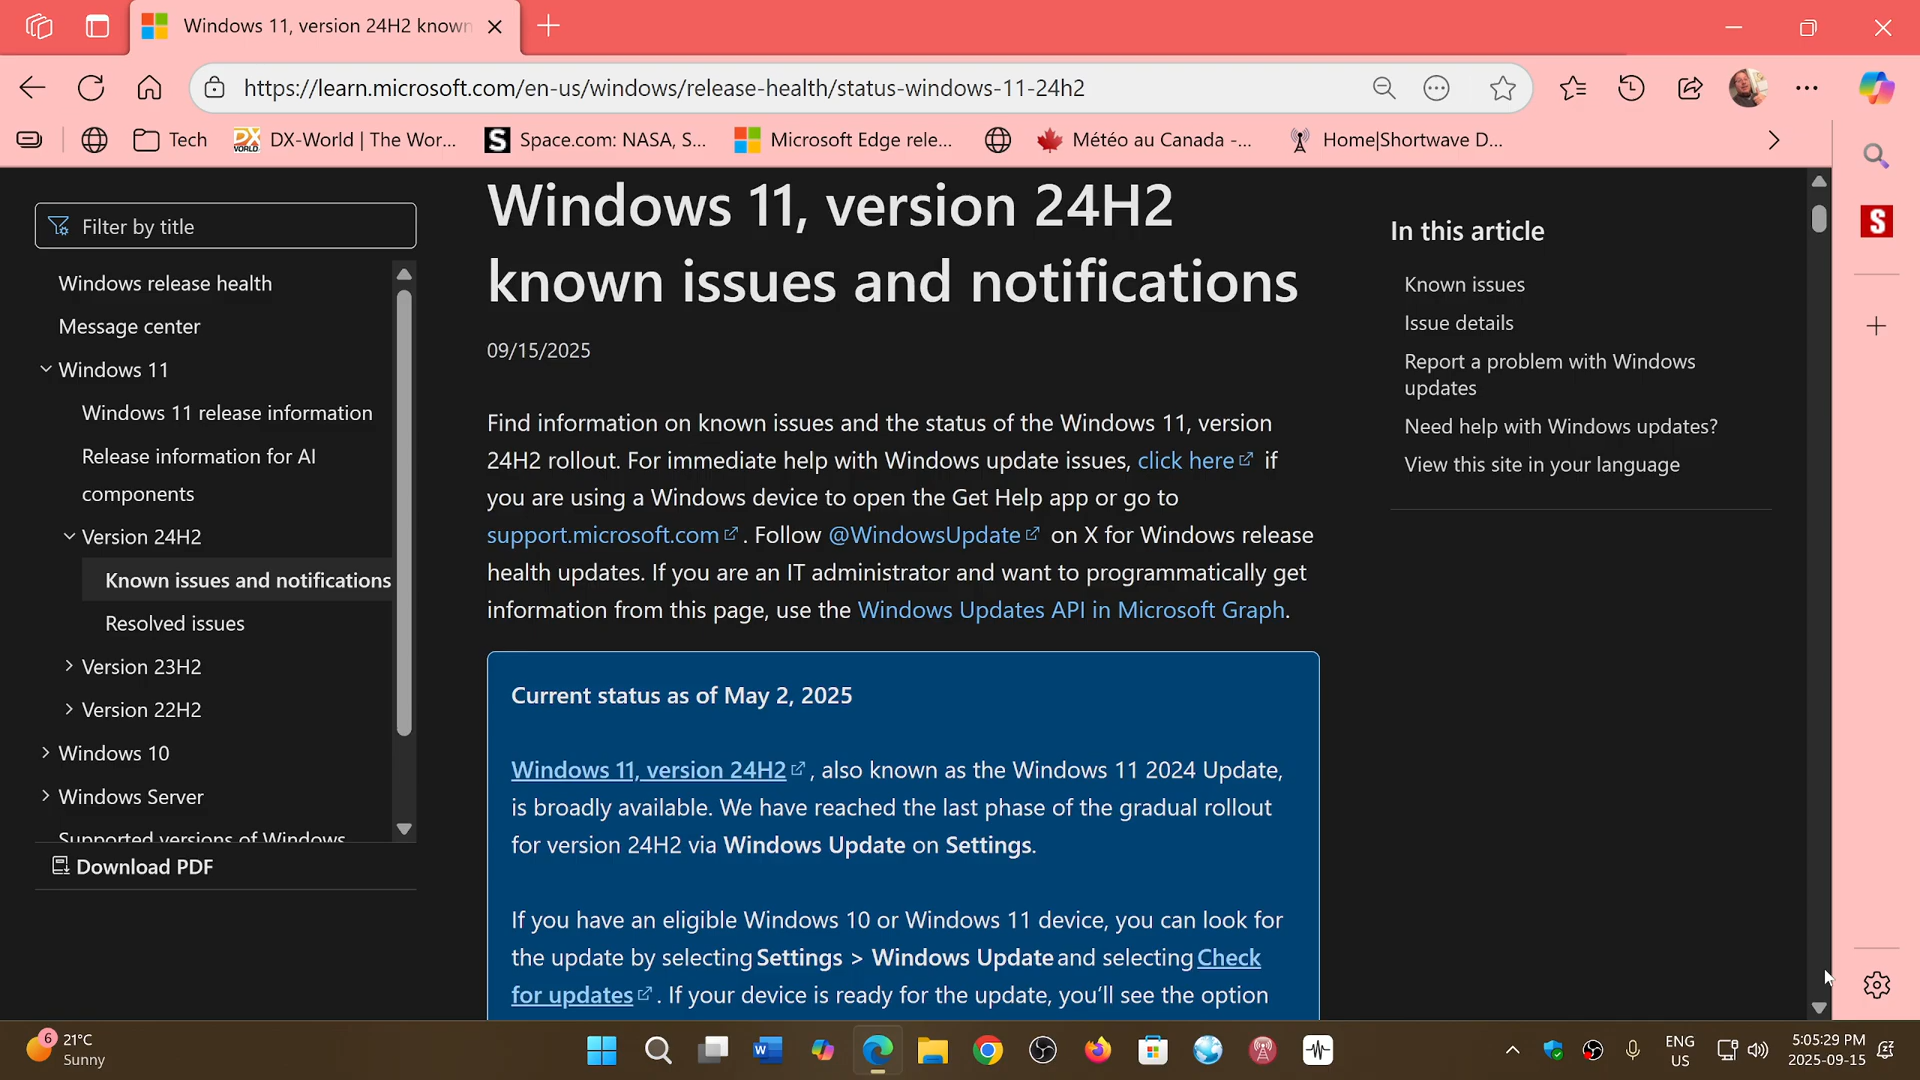 Windows 11, version 24H2 known
https://learn.microsoft.com/en-us/windows/release-health/status-windows-11-24h2
Tech
DX WORLD
DX-World | The Wor...
S
Space.com: NASA, S...
Microsoft Edge rele...
Météo au Canada -...
Home|Shortwave D...
S
Filter by title
Windows release health
Message center
Windows 11
Windows 11 release information
Release information for AI
components
Version 24H2
Known issues and notifications
Resolved issues
Version 23H2
Version 22H2
Windows 10
Windows Server
Supported versions of Windows
Download PDF
Windows 11, version 24H2
known issues and notifications
09/15/2025
Find information on known issues and the status of the Windows 11, version
24H2 rollout. For immediate help with Windows update issues, click here if
you are using a Windows device to open the Get Help app or go to
support.microsoft.com . Follow @WindowsUpdate on X for Windows release
health updates. If you are an IT administrator and want to programmatically get
information from this page, use the Windows Updates API in Microsoft Graph.
Current status as of May 2, 2025
Windows 11, version 24H2 , also known as the Windows 11 2024 Update,
is broadly available. We have reached the last phase of the gradual rollout
for version 24H2 via Windows Update on Settings.
If you have an eligible Windows 10 or Windows 11 device, you can look for
the update by selecting Settings > Windows Update and selecting Check
for updates . If your device is ready for the update, you’ll see the option
In this article
Known issues
Issue details
Report a problem with Windows
updates
Need help with Windows updates?
View this site in your language
6
21°C
Sunny
W
ENG
US
5:05:29 PM
2025-09-15